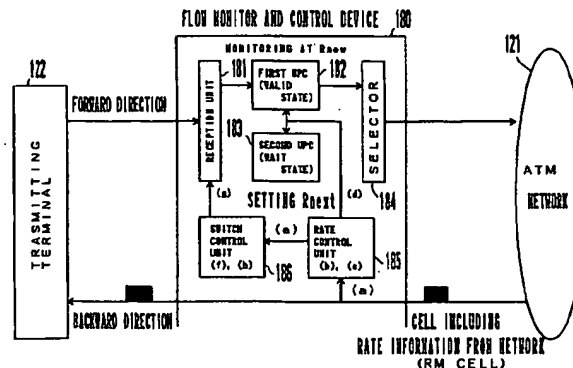 FLOW MONITOR AND CONTROL DEVICE 180
MONITORING AT Rnew
122
181
FIRST UPC
(VALID
STATE)
182
121
FORWARD DIRECTION
RECEPTION UNIT
183
SECOND UPC
(WAIT
STATE)
SELECTOR
184
TRASMITTING
TERMINAL
ATM
NETWORK
SETTING Rnext
(d)
SWITCH
CONTROL
UNIT
(f), (h)
186
RATE
CONTROL
UNIT
(b), (c)
185
BACKWARD DIRECTION
CELL INCLUDING
RATE INFORMATION FROM NETWORK
(RM CELL)